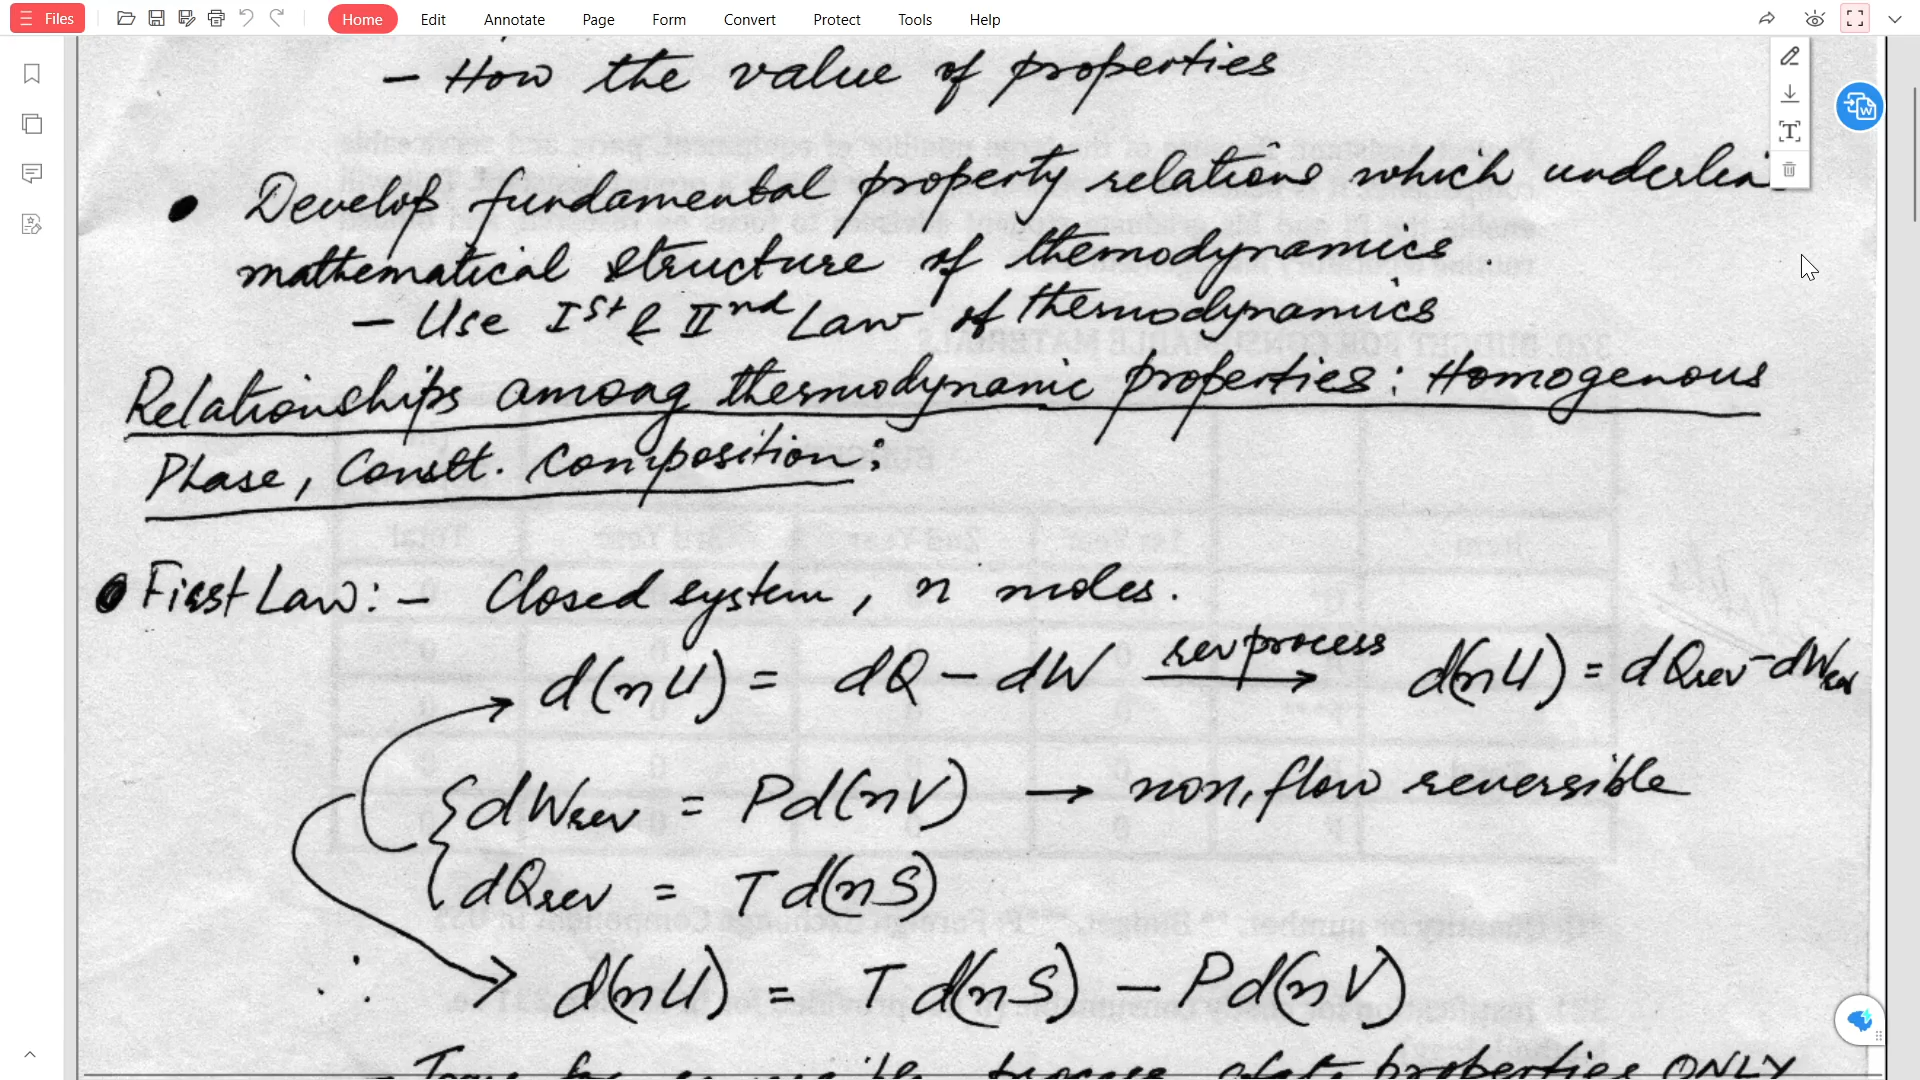 Files
Home Edit Annotate Page Form Convert Protect Tools Help
- How the value of properties
• Develop fundamental property relations which
mathematical structure of themodynamics.
- Use Ist & IInd Law of thermodynamics
Relationships among thermodynamic properties: Homogenous
Phase, Constt. Composition:
• First Law:- Closed system, n moles.
d(nU) = dQ - dW rev process → d(nU) = dQrev - dWrev
{ dWrev = Pd(nV) → non, flow reversible
dQrev = Td(nS)
∴ d(nU) = Td(nS) - Pd(nV)
process state properties ONLY